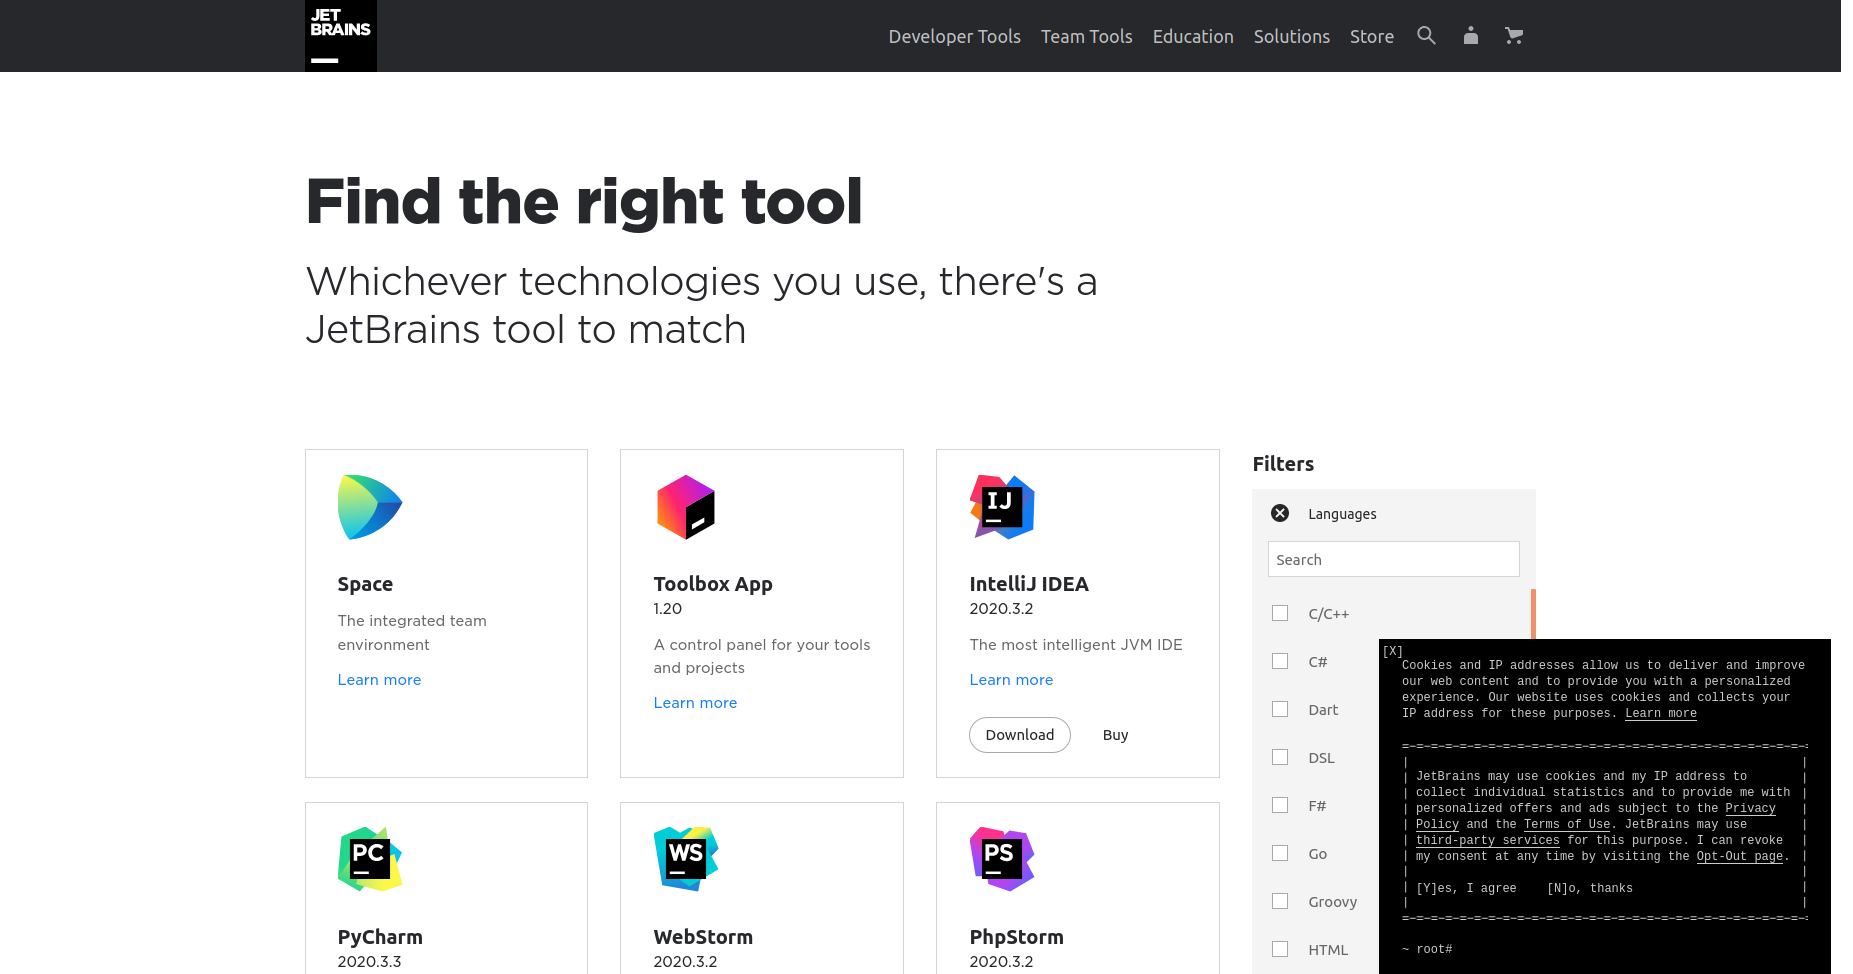 JET
BRAINS
Developer Tools
Team Tools
Education
Solutions
Store
Find the right tool
Whichever technologies you use, there's a
JetBrains tool to match
Space
The integrated team
environment
Learn more
Toolbox App
1.20
A control panel for your tools
and projects
Learn more
IJ
IntelliJ IDEA
2020.3.2
The most intelligent JVM IDE
Learn more
Download
Buy
PC
PyCharm
2020.3.3
WS
WebStorm
2020.3.2
PS
PhpStorm
2020.3.2
Filters
Languages
Search
C/C++
C#
Dart
DSL
F#
Go
Groovy
HTML
[X]
Cookies and IP addresses allow us to deliver and improve
our web content and to provide you with a personalized
experience. Our website uses cookies and collects your
IP address for these purposes. Learn more
JetBrains may use cookies and my IP address to
collect individual statistics and to provide me with
personalized offers and ads subject to the Privacy
Policy and the Terms of Use. JetBrains may use
third-party services for this purpose. I can revoke
my consent at any time by visiting the Opt-Out page.
[Y]es, I agree [N]o, thanks
~ root#